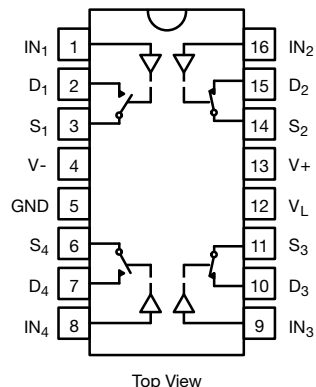 IN1 1 16 IN2
D1 2 15 D2
S1 3 14 S2
V- 4 13 V+
GND 5 12 VL
S4 6 11 S3
D4 7 10 D3
IN4 8 9 IN3
Top View